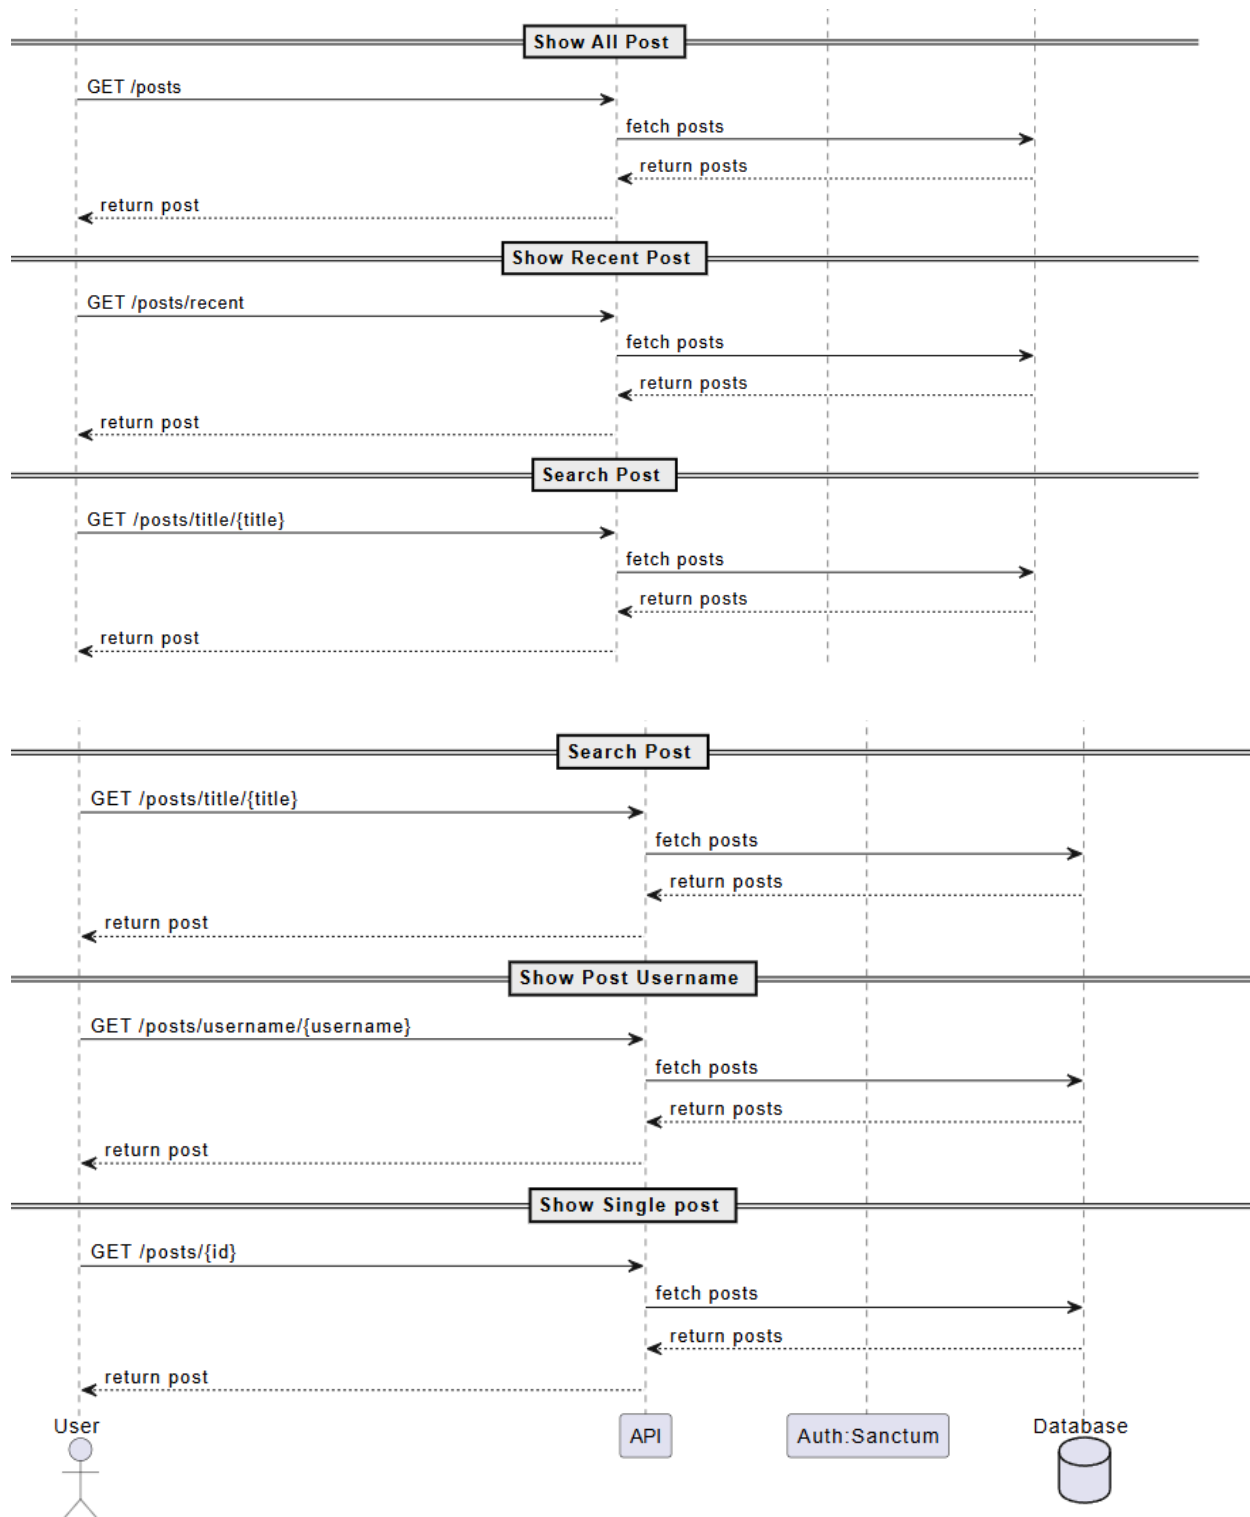 Show All Post
GET /posts
fetch posts
return posts
return post
Show Recent Post
GET /posts/recent
fetch posts
return posts
return post
Search Post
GET /posts/title/{title}
fetch posts
return posts
return post
Search Post
GET /posts/title/{title}
fetch posts
return posts
return post
Show Post Username
GET /posts/username/{username}
fetch posts
return posts
return post
Show Single post
GET /posts/{id}
fetch posts
return posts
return post
User
API
Auth:Sanctum
Database